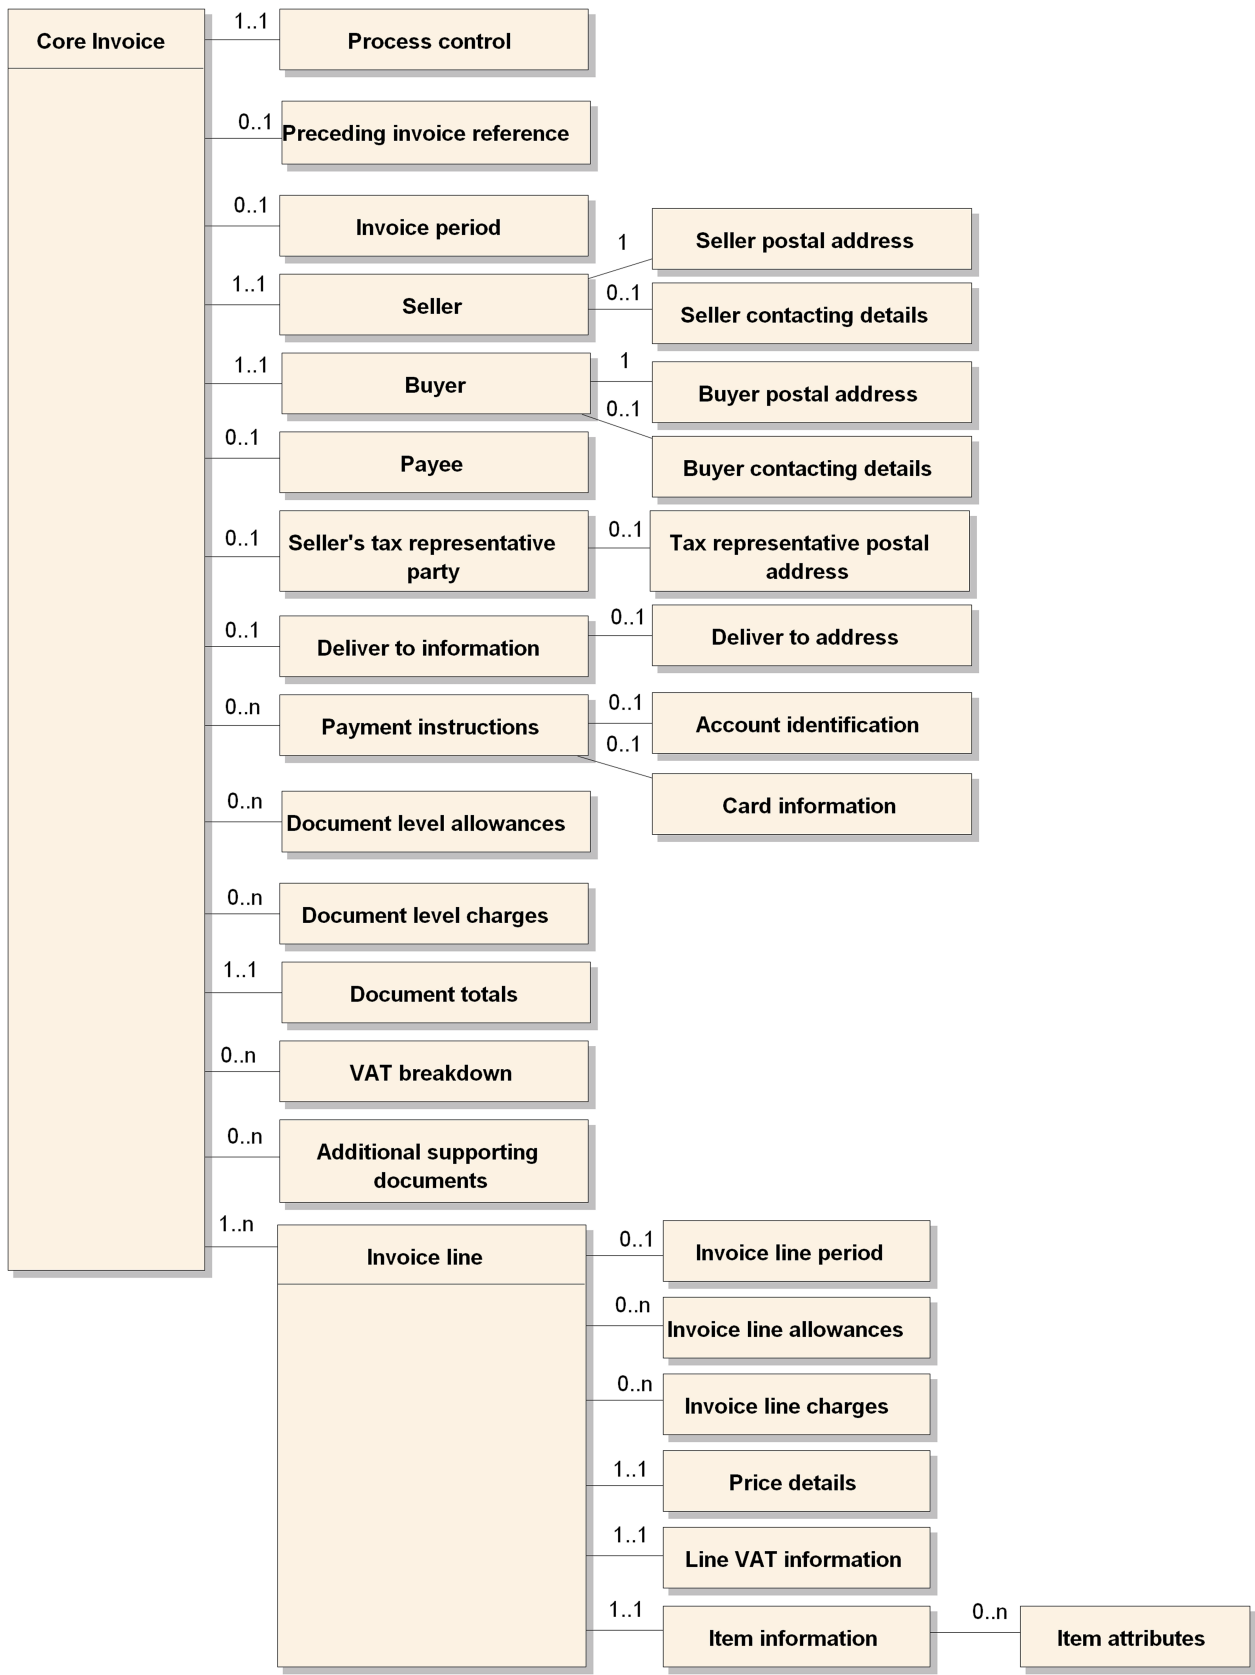 Core Invoice
1..1
Process control
0..1
Preceding invoice reference
0..1
Invoice period
1..1
Seller
1
Seller postal address
0..1
Seller contacting details
1..1
Buyer
1
Buyer postal address
0..1
Buyer contacting details
0..1
Payee
0..1
Seller's tax representative
party
0..1
Tax representative postal
address
0..1
Deliver to information
0..1
Deliver to address
0..n
Payment instructions
0..1
Account identification
0..1
Card information
0..n
Document level allowances
0..n
Document level charges
1..1
Document totals
0..n
VAT breakdown
0..n
Additional supporting
documents
1..n
Invoice line
0..1
Invoice line period
0..n
Invoice line allowances
0..n
Invoice line charges
1..1
Price details
1..1
Line VAT information
1..1
Item information
0..n
Item attributes